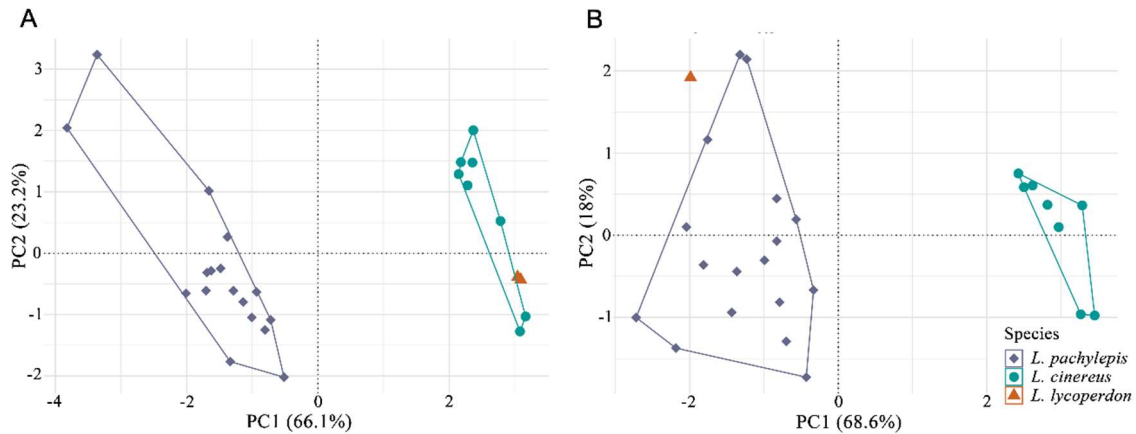 A
B
3
2
1
0
-1
-2
PC2 (23.2%)
-4
-2
0
2
PC1 (66.1%)
2
1
0
-1
PC2 (18%)
-2
0
2
PC1 (68.6%)
Species
L. pachylepis
L. cinereus
L. lycoperdon